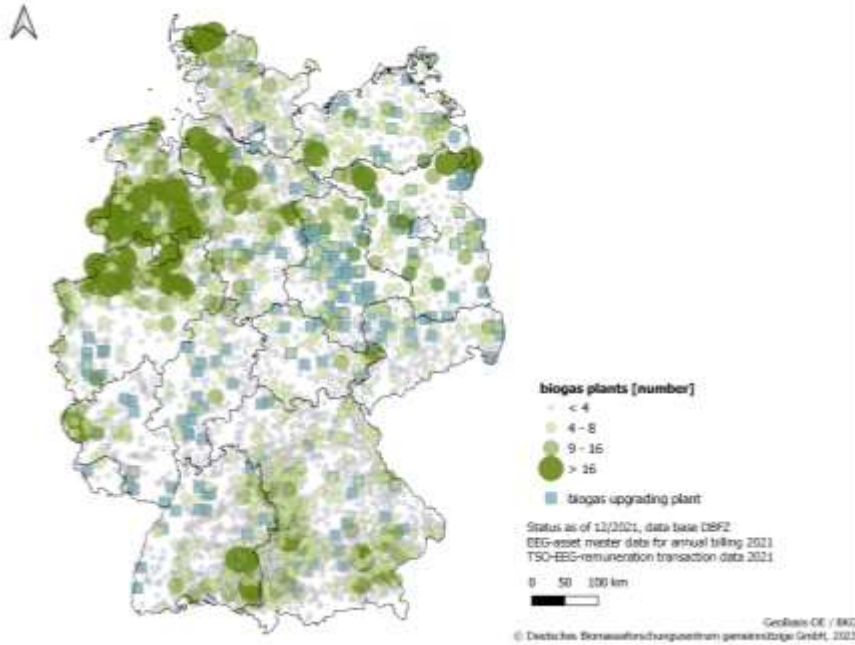 biogas plants [number]
< 4
4 - 8
9 - 16
> 16
biogas upgrading plant
Status as of 12/2021, data base DBFZ
EEG-asset master data for annual billing 2021
TSO-EEG-remuneration transaction data 2021
0 50 100 km
GeoBasis-DE / BKG
© Deutsches Biomasseforschungszentrum gemeinnützige GmbH, 2023